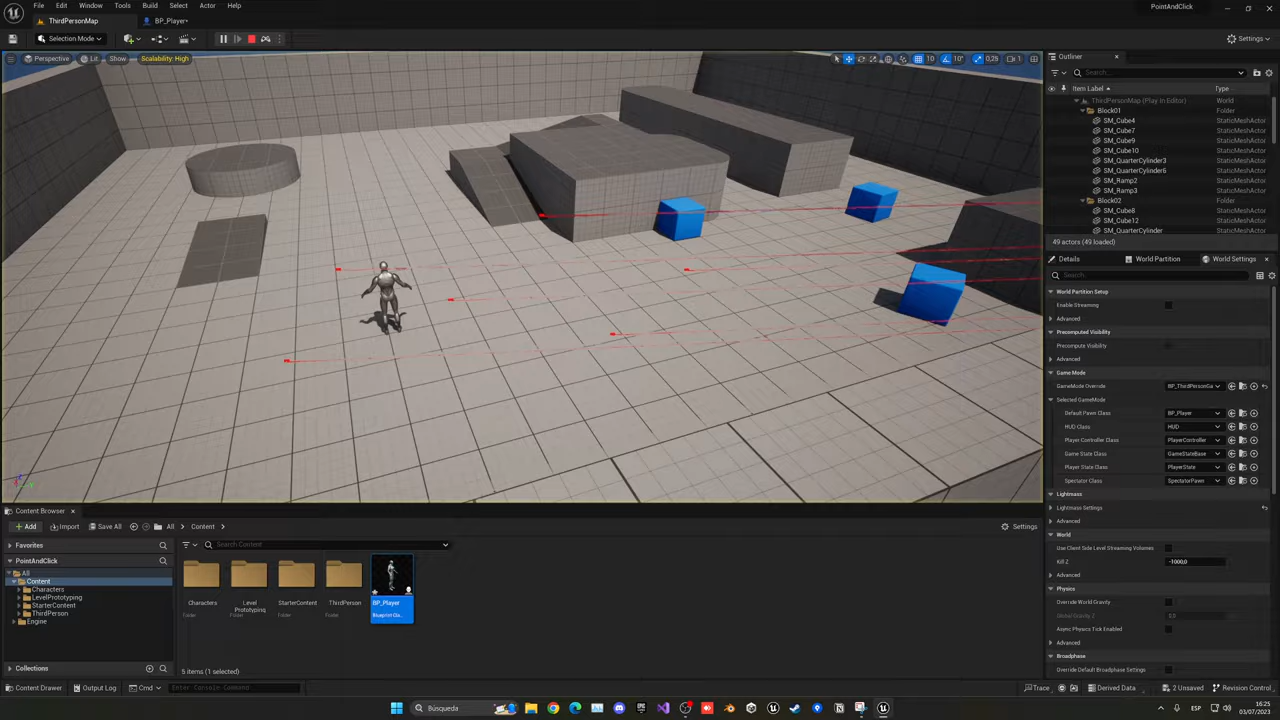 File Edit Window Tools Build Select Actor Help
PointAndClick
ThirdPersonMap
BP_Player•
Selection Mode
Settings
Perspective Lit Show Scalability: High
10 10° 0,25 1
Outliner
Search...
Item Label Type
ThirdPersonMap (Play In Editor) World
Block01 Folder
SM_Cube4 StaticMeshActor
SM_Cube7 StaticMeshActor
SM_Cube9 StaticMeshActor
SM_Cube10 StaticMeshActor
SM_QuarterCylinder3 StaticMeshActor
SM_QuarterCylinder6 StaticMeshActor
SM_Ramp2 StaticMeshActor
SM_Ramp3 StaticMeshActor
Block02 Folder
SM_Cube8 StaticMeshActor
SM_Cube12 StaticMeshActor
SM_QuarterCylinder StaticMeshActor
49 actors (49 loaded)
Details World Partition World Settings
Search
World Partition Setup
Enable Streaming
Advanced
Precomputed Visibility
Precompute Visibility
Advanced
Game Mode
GameMode Override BP_ThirdPersonGa
Selected GameMode
Default Pawn Class BP_Player
HUD Class HUD
Player Controller Class PlayerController
Game State Class GameStateBase
Player State Class PlayerState
Spectator Class SpectatorPawn
Lightmass
Lightmass Settings
Advanced
World
Use Client Side Level Streaming Volumes
Kill Z -1000,0
Advanced
Physics
Override World Gravity
Global Gravity Z 0,0
Async Physics Tick Enabled
Advanced
Broadphase
Override Default Broadphase Settings
Content Browser
Add Import Save All All Content
Settings
Favorites
Search Content
PointAndClick
All
Content
Characters
LevelPrototyping
StarterContent
ThirdPerson
Engine
Characters
Folder
Level Prototyping
Folder
StarterContent
Folder
ThirdPerson
Folder
BP_Player
Blueprint Cla...
Collections
5 items (1 selected)
Content Drawer Output Log Cmd Enter Console Command
Trace Derived Data 2 Unsaved Revision Control
Búsqueda
ESP
16:25
03/07/2023